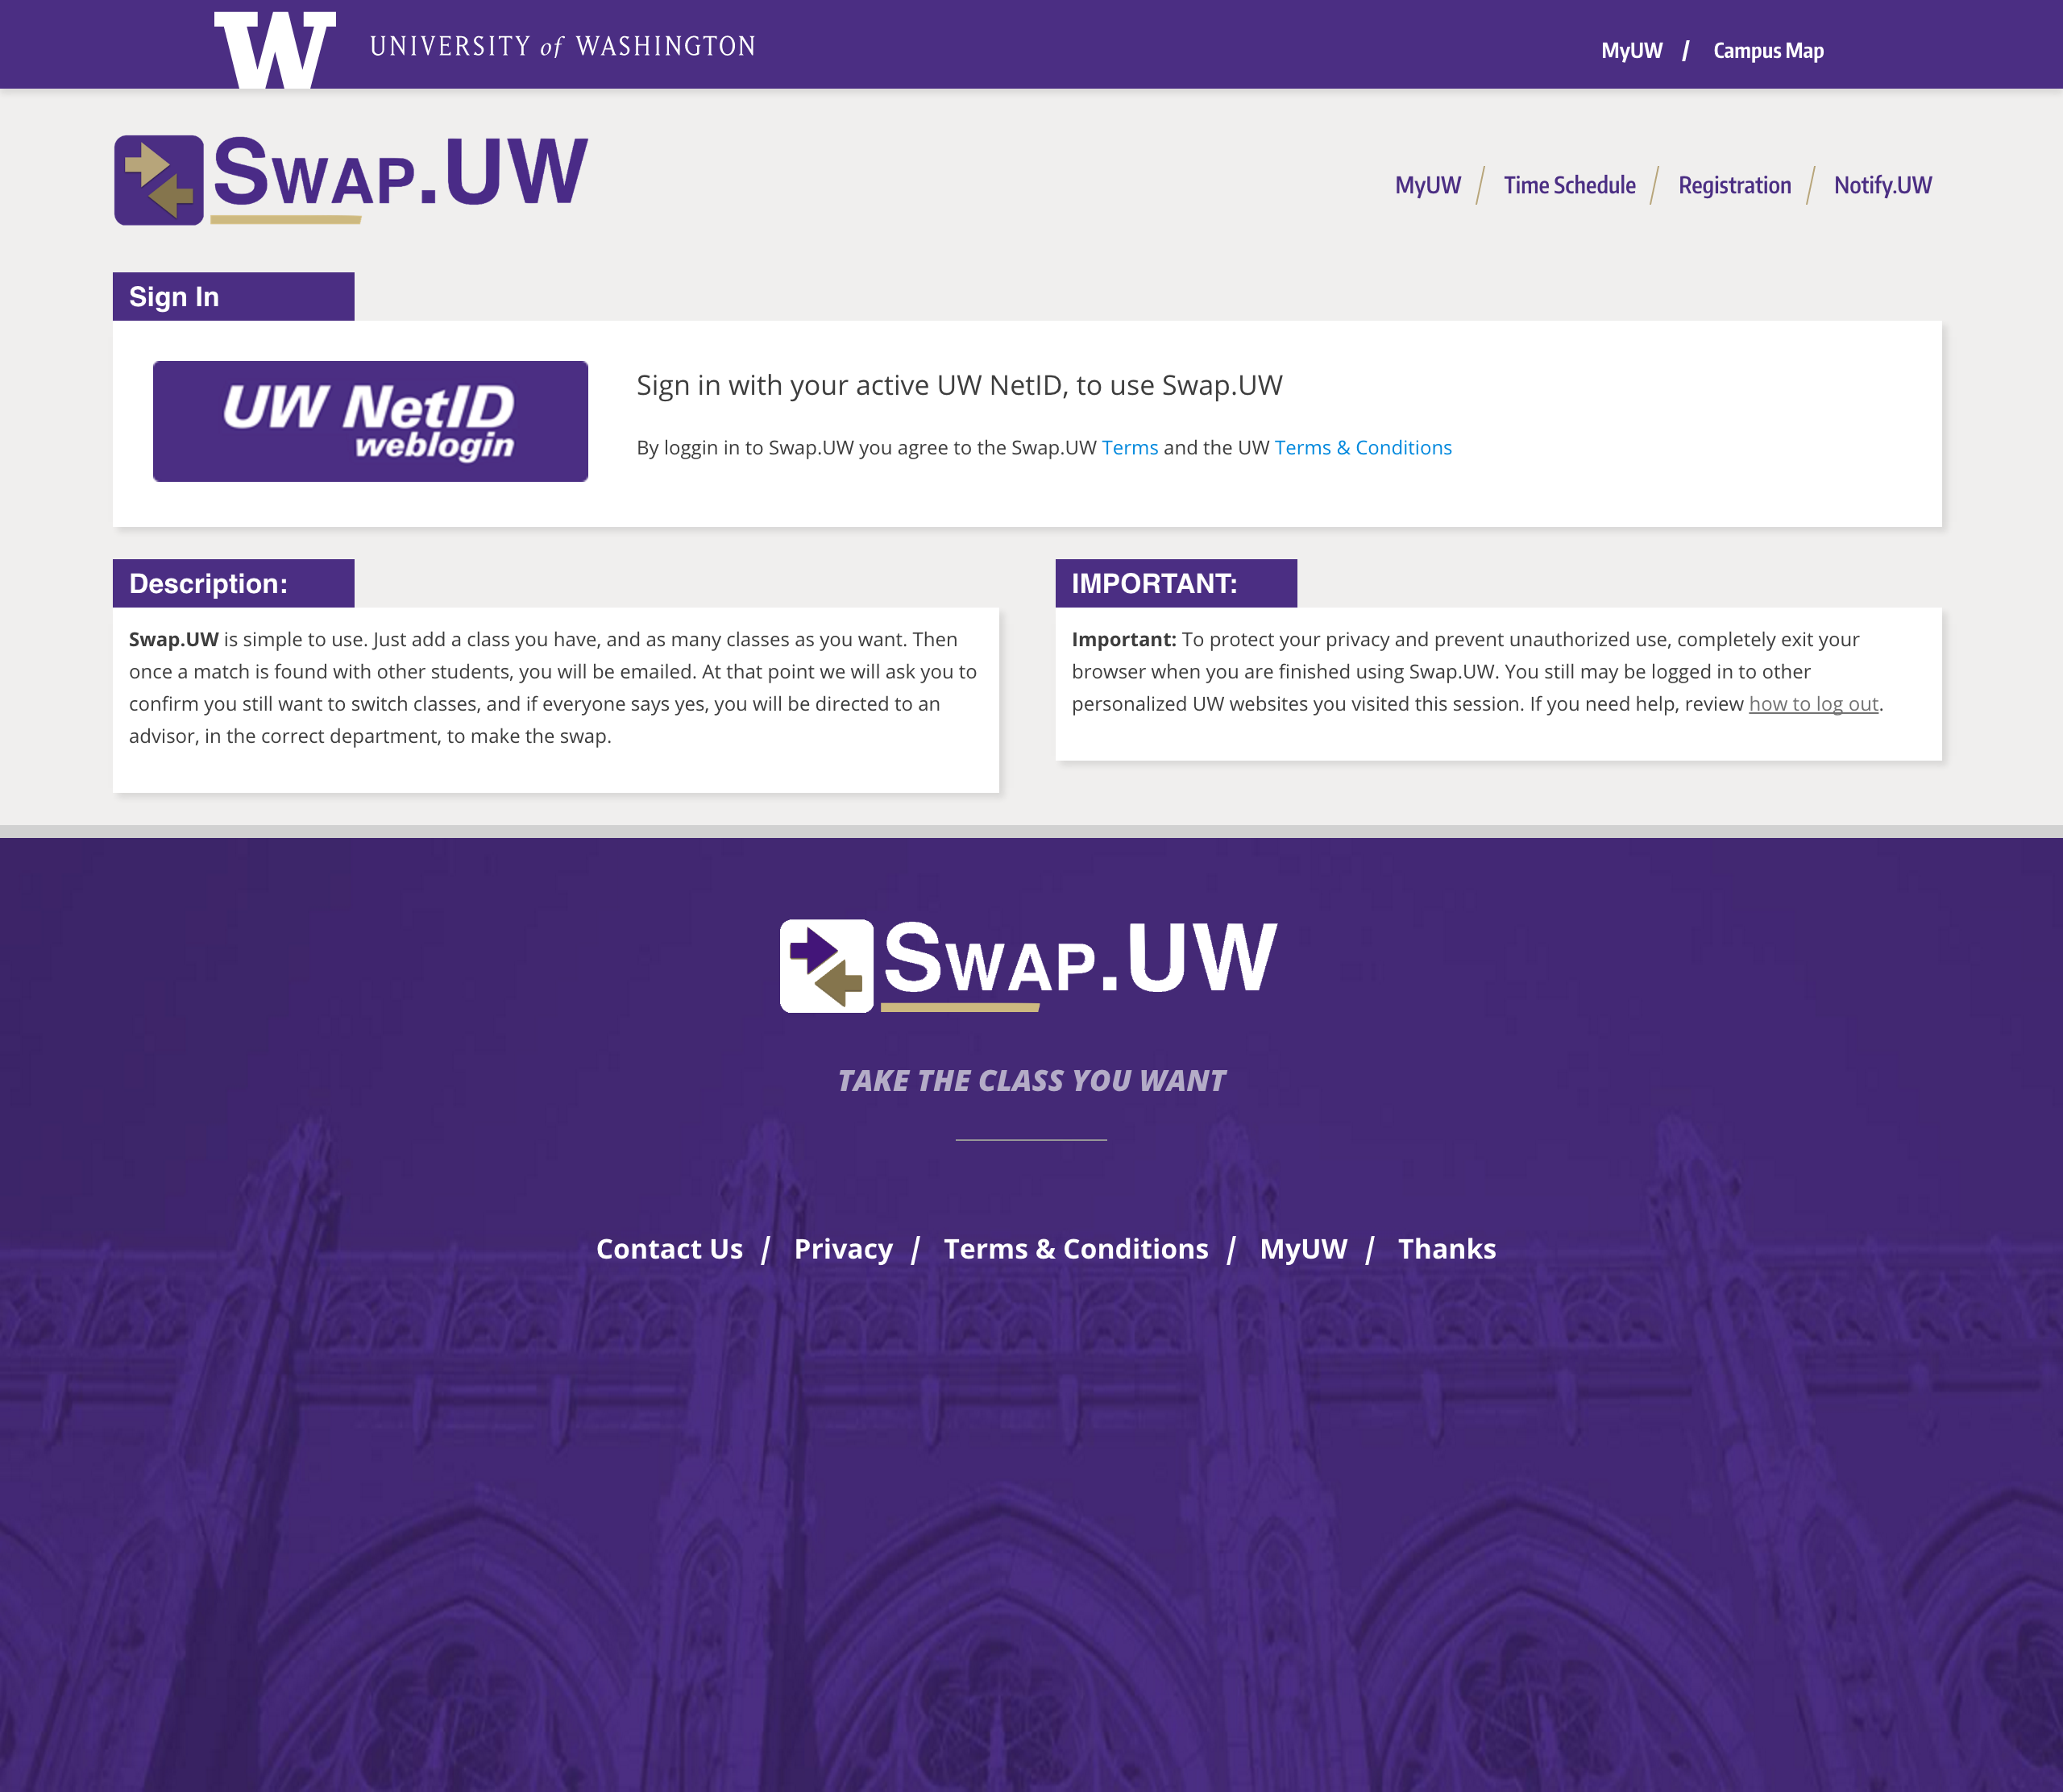 W UNIVERSITY of WASHINGTON
MyUW / Campus Map
SWAP.UW
MyUW / Time Schedule / Registration / Notify.UW
Sign In
UW NetID
weblogin
Sign in with your active UW NetID, to use Swap.UW
By loggin in to Swap.UW you agree to the Swap.UW Terms and the UW Terms & Conditions
Description:
Swap.UW is simple to use. Just add a class you have, and as many classes as you want. Then
once a match is found with other students, you will be emailed. At that point we will ask you to
confirm you still want to switch classes, and if everyone says yes, you will be directed to an
advisor, in the correct department, to make the swap.
IMPORTANT:
Important: To protect your privacy and prevent unauthorized use, completely exit your
browser when you are finished using Swap.UW. You still may be logged in to other
personalized UW websites you visited this session. If you need help, review how to log out.
SWAP.UW
TAKE THE CLASS YOU WANT
Contact Us / Privacy / Terms & Conditions / MyUW / Thanks